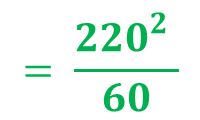 = 220² / 60